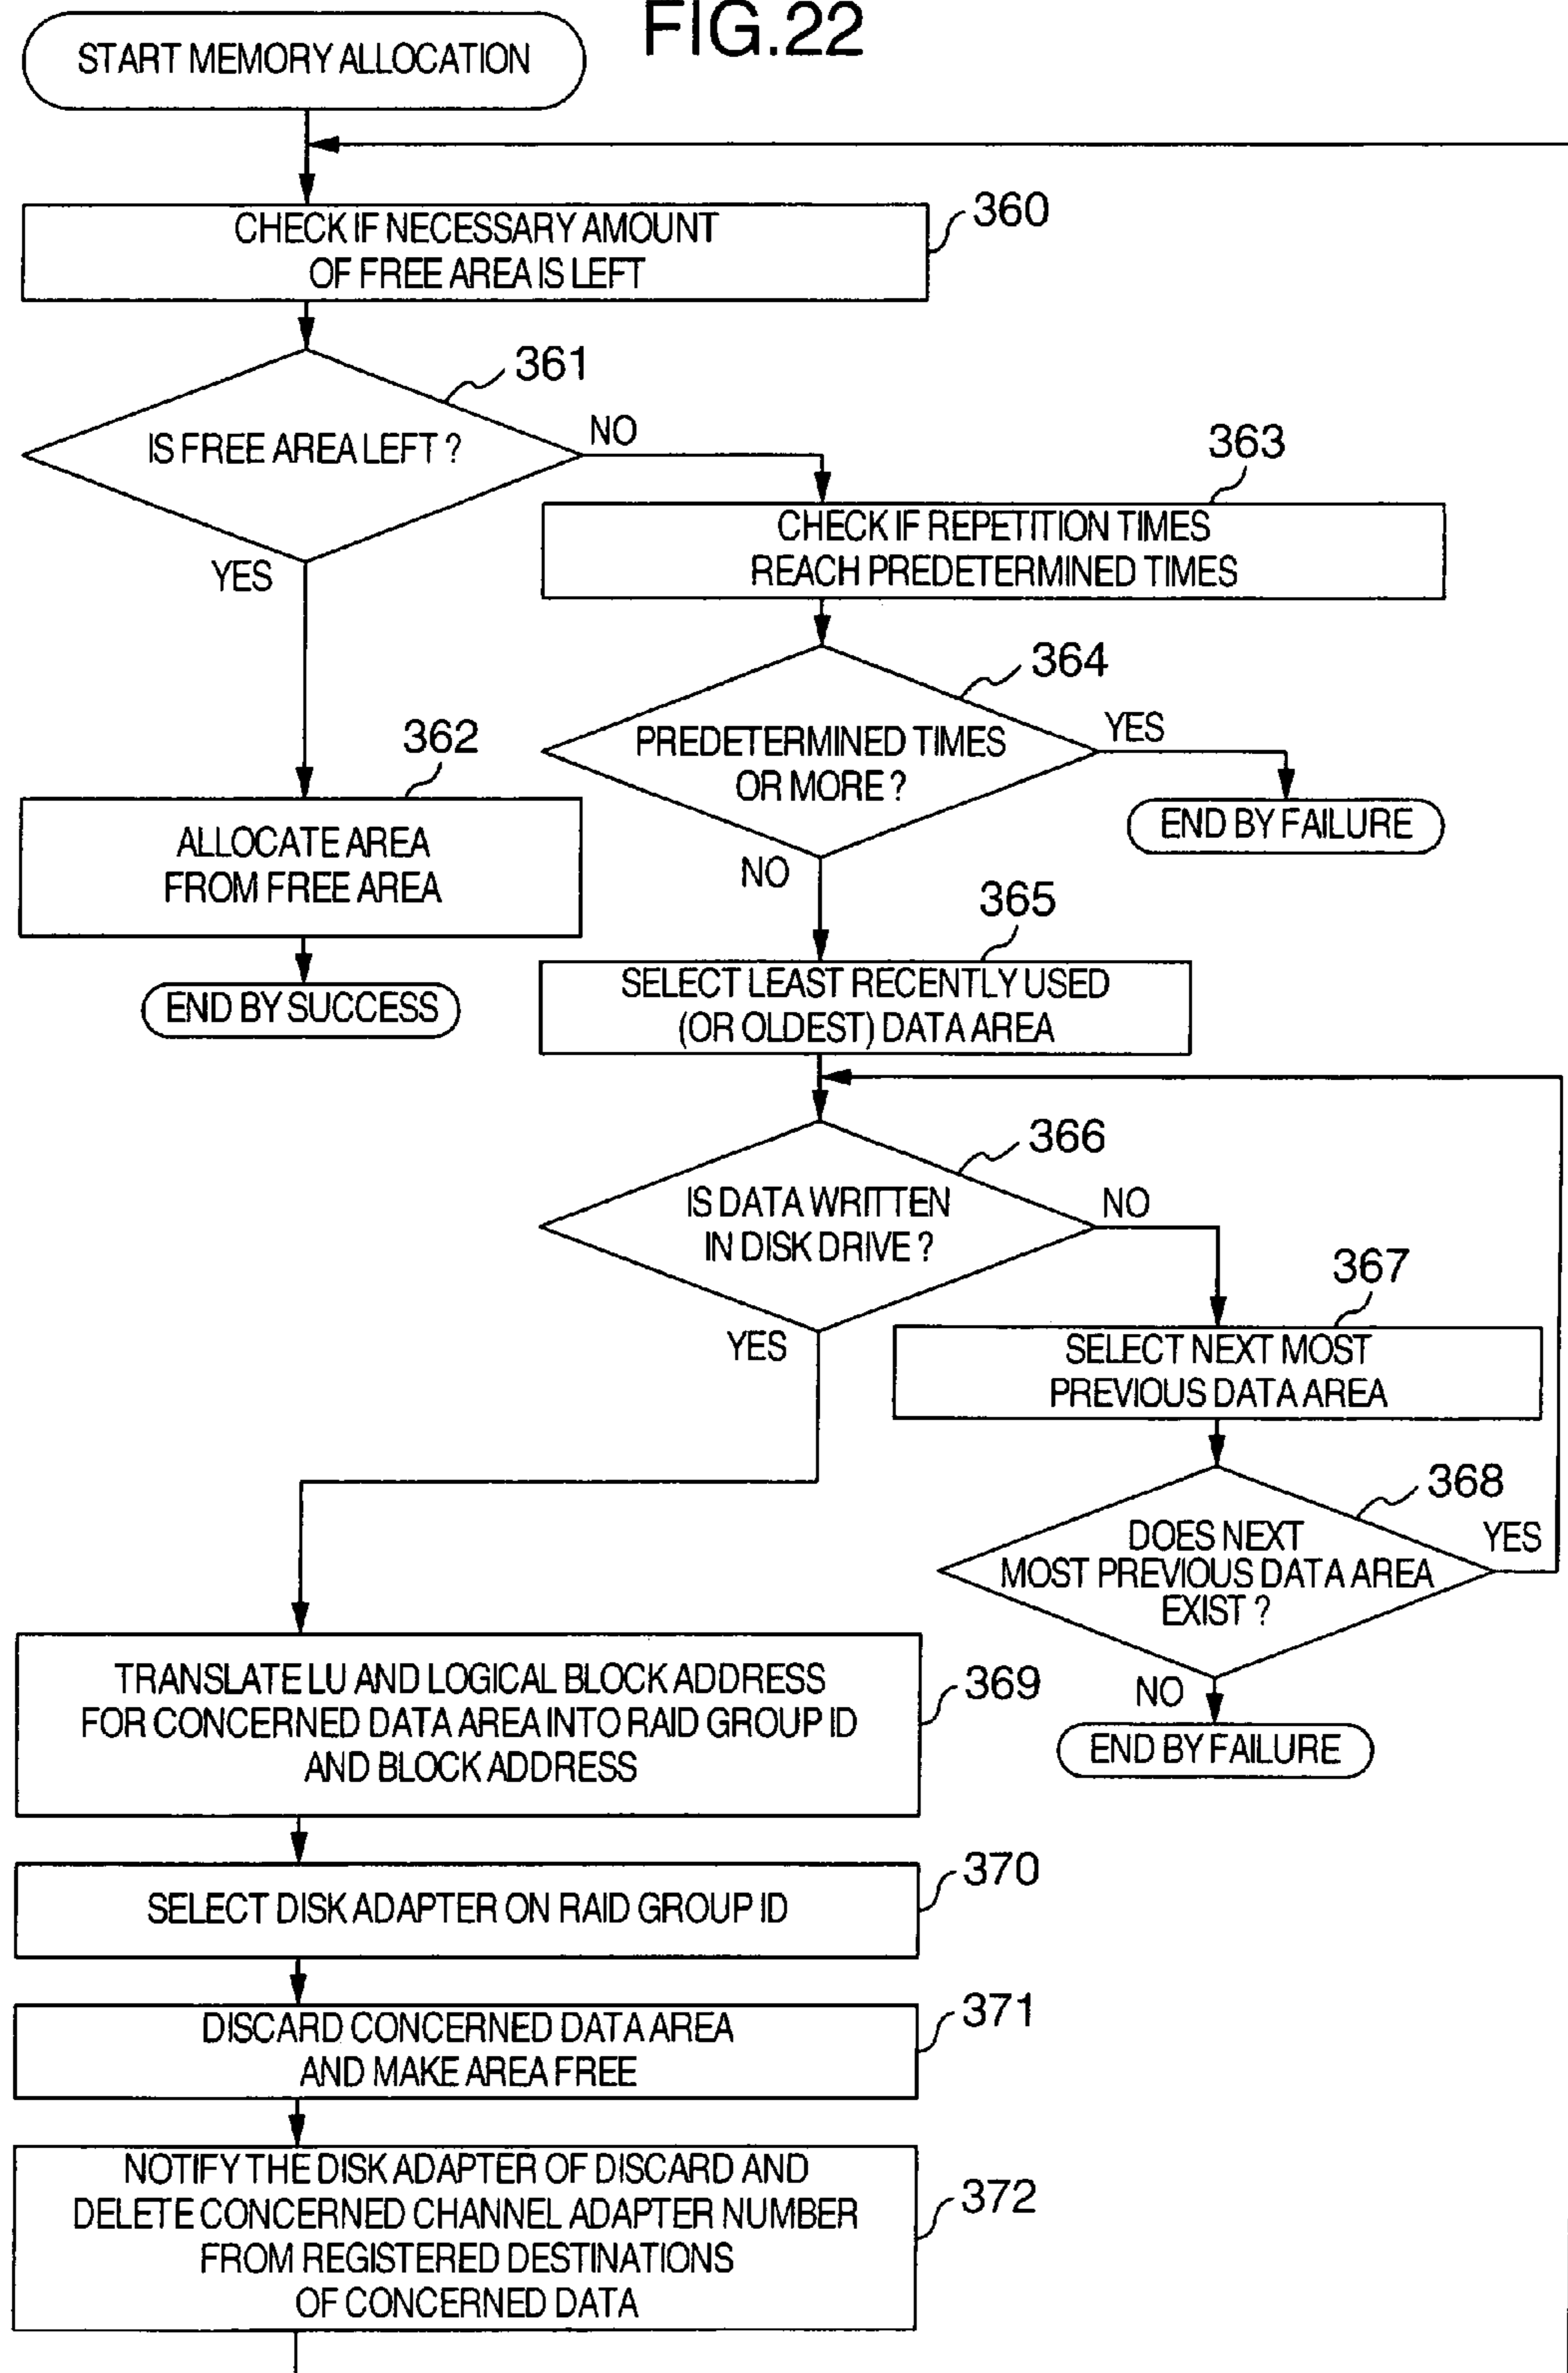 FIG.22
START MEMORY ALLOCATION
CHECK IF NECESSARY AMOUNT
OF FREE AREA IS LEFT
360
IS FREE AREA LEFT ?
361
NO
YES
363
CHECK IF REPETITION TIMES
REACH PREDETERMINED TIMES
364
PREDETERMINED TIMES
OR MORE ?
YES
END BY FAILURE
NO
362
ALLOCATE AREA
FROM FREE AREA
END BY SUCCESS
365
SELECT LEAST RECENTLY USED
(OR OLDEST) DATA AREA
366
IS DATA WRITTEN
IN DISK DRIVE ?
NO
YES
367
SELECT NEXT MOST
PREVIOUS DATA AREA
368
DOES NEXT
MOST PREVIOUS DATA AREA
EXIST ?
YES
NO
END BY FAILURE
TRANSLATE LU AND LOGICAL BLOCK ADDRESS
FOR CONCERNED DATA AREA INTO RAID GROUP ID
AND BLOCK ADDRESS
369
SELECT DISK ADAPTER ON RAID GROUP ID
370
DISCARD CONCERNED DATA AREA
AND MAKE AREA FREE
371
NOTIFY THE DISK ADAPTER OF DISCARD AND
DELETE CONCERNED CHANNEL ADAPTER NUMBER
FROM REGISTERED DESTINATIONS
OF CONCERNED DATA
372